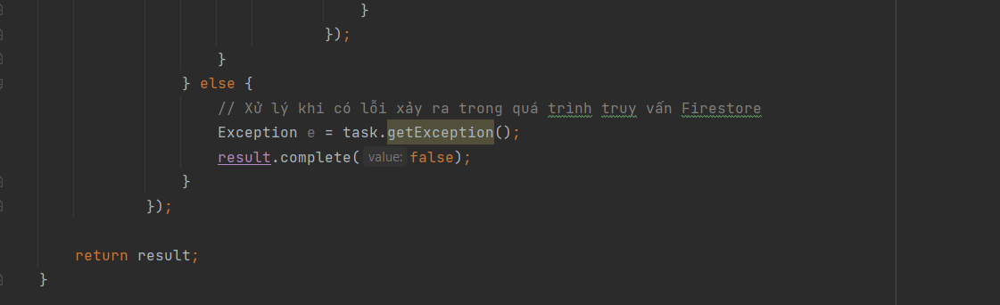 }
});
}
} else {
// Xử lý khi có lỗi xảy ra trong quá trình truy vấn Firestore
Exception e = task.getException();
result.complete( value: false);
}
});
return result;
}